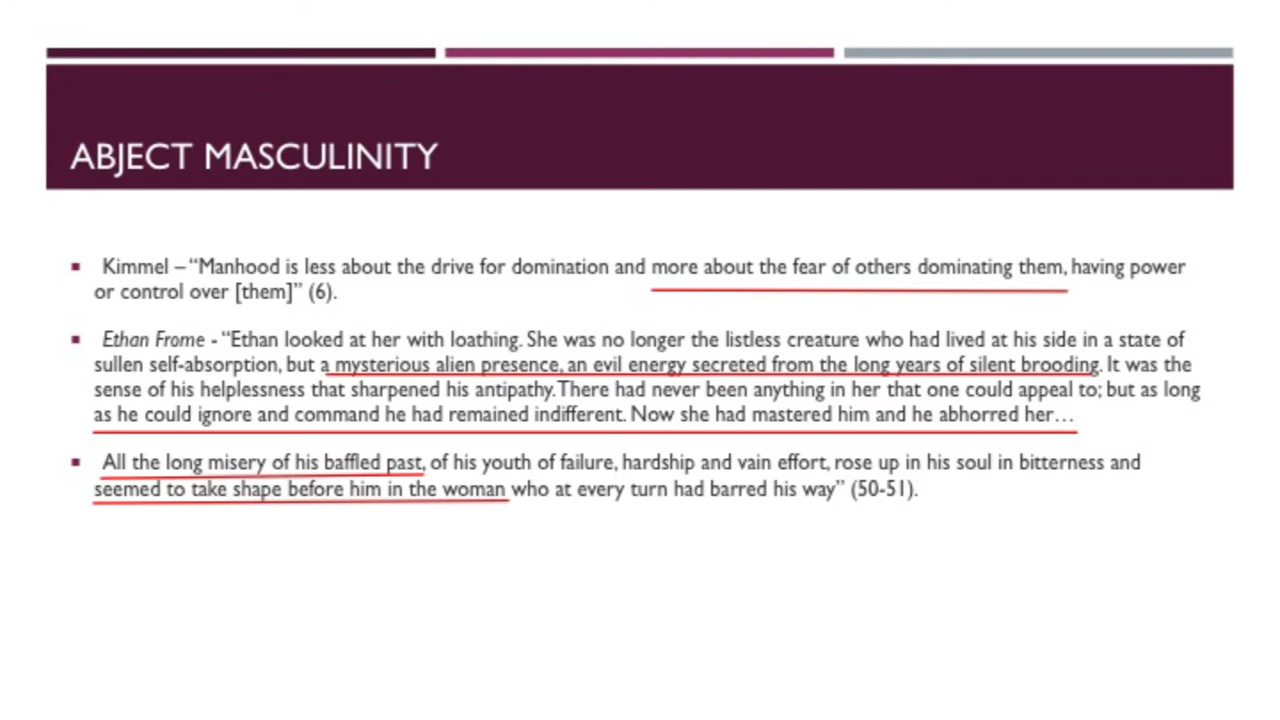 ABJECT MASCULINITY
▪ Kimmel – “Manhood is less about the drive for domination and more about the fear of others dominating them, having power
or control over [them]” (6).
▪ Ethan Frome - “Ethan looked at her with loathing. She was no longer the listless creature who had lived at his side in a state of
sullen self-absorption, but a mysterious alien presence, an evil energy secreted from the long years of silent brooding. It was the
sense of his helplessness that sharpened his antipathy. There had never been anything in her that one could appeal to; but as long
as he could ignore and command he had remained indifferent. Now she had mastered him and he abhorred her…
▪ All the long misery of his baffled past, of his youth of failure, hardship and vain effort, rose up in his soul in bitterness and
seemed to take shape before him in the woman who at every turn had barred his way” (50-51).